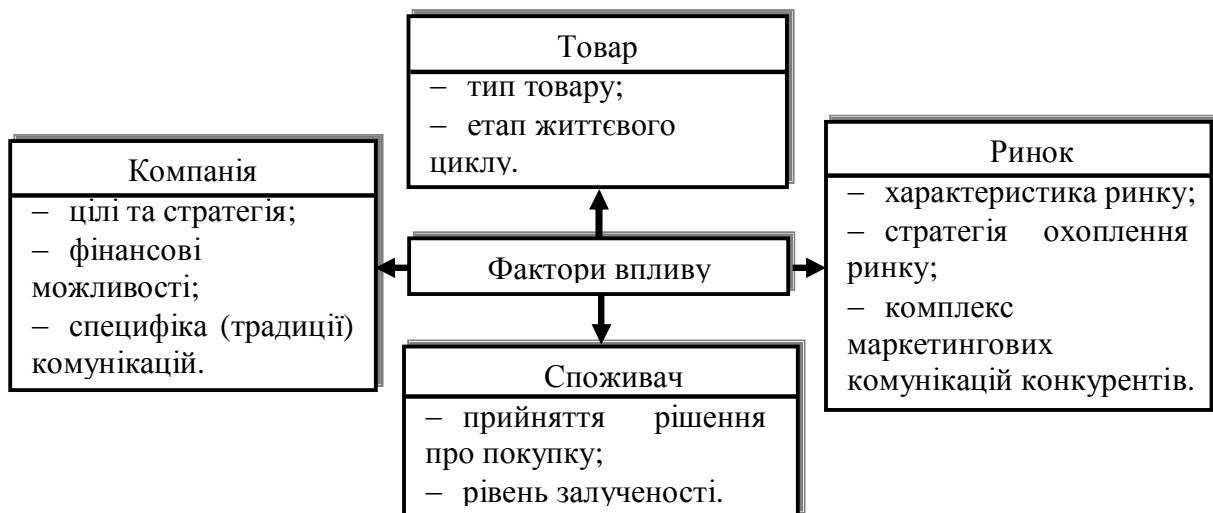 Товар
– тип товару;
– етап життєвого
циклу.
Компанія
– цілі та стратегія;
– фінансові
можливості;
– специфіка (традиції)
комунікацій.
Фактори впливу
Ринок
– характеристика ринку;
– стратегія охоплення
ринку;
– комплекс
маркетингових
комунікацій конкурентів.
Споживач
– прийняття рішення
про покупку;
– рівень залученості.